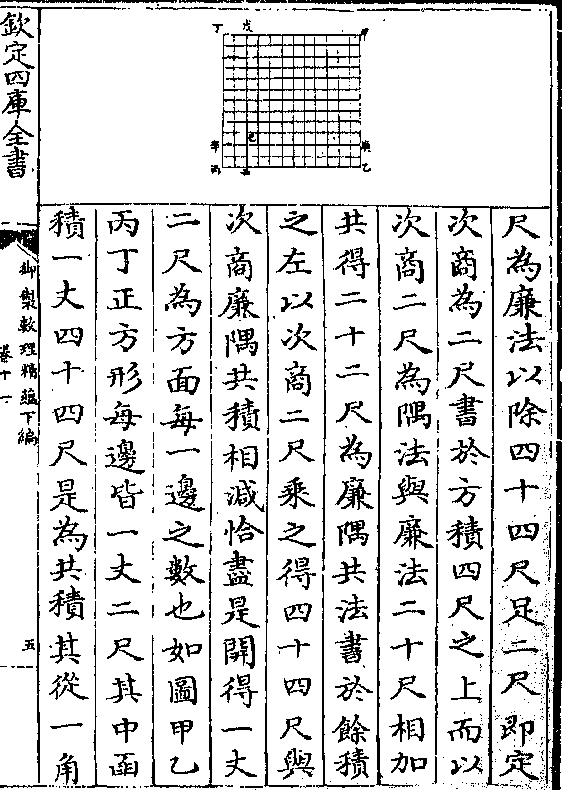 尺為廉法以除四十四尺足二尺即定
次商為二尺書於方積四尺之上而以
次商二尺為隅法與廉法二十尺相加
共得二十二尺為廉隅共法書於餘積
之左以次商二尺乘之得四十四尺與
次商廉隅共積相減恰盡是開得一丈
二尺為方面每一邊之數也如圖甲乙
丙丁正方形每邊皆一丈二尺其中函
積一丈四十四尺是為共積其從一角
欽定四庫全書
御製數理精蘊下編
卷十一
五
丁
戊
甲
己
辛
庚
丙
乙